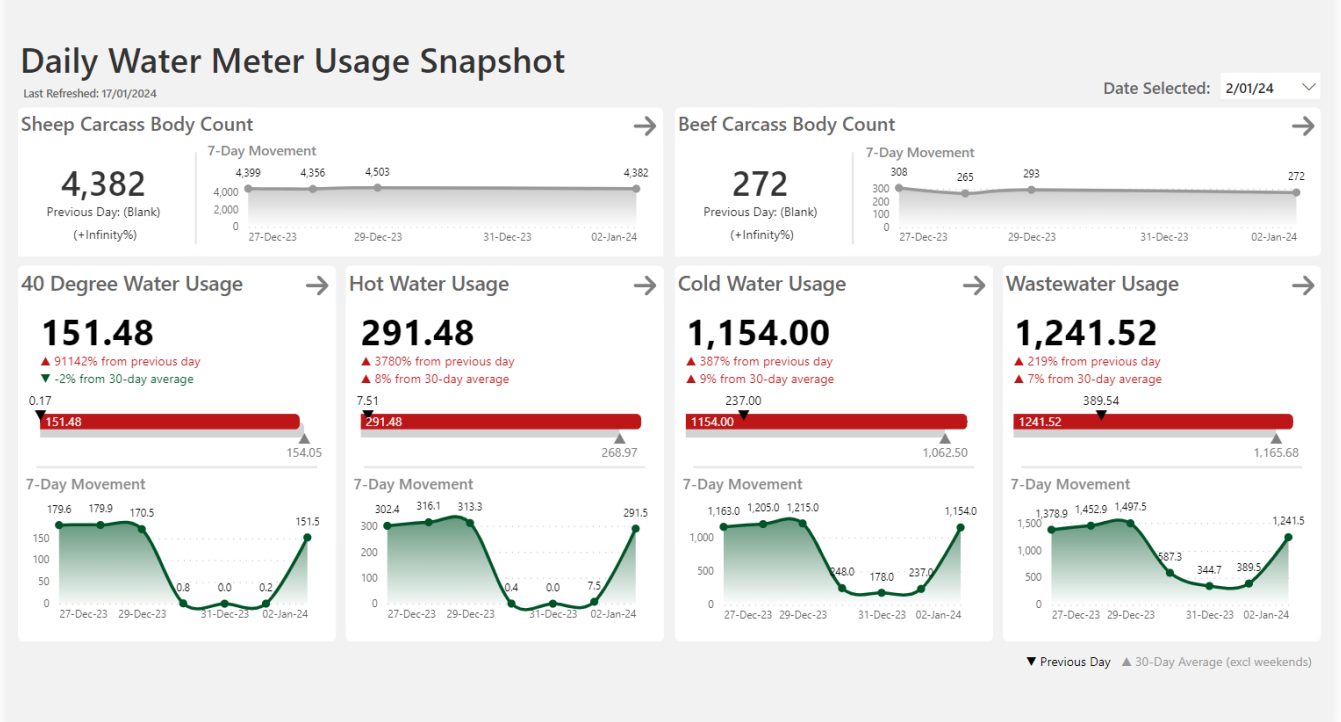 Daily Water Meter Usage Snapshot
Last Refreshed: 17/01/2024
Date Selected: 2/01/24
Sheep Carcass Body Count
4,382
Previous Day: (Blank)
(+Infinity%)
7-Day Movement
4,399 4,356 4,503 4,382
4,000
2,000
0
27-Dec-23 29-Dec-23 31-Dec-23 02-Jan-24
Beef Carcass Body Count
272
Previous Day: (Blank)
(+Infinity%)
7-Day Movement
308 265 293 272
300
200
100
0
27-Dec-23 29-Dec-23 31-Dec-23 02-Jan-24
40 Degree Water Usage
151.48
▲ 91142% from previous day
▼ -2% from 30-day average
0.17
151.48
154.05
7-Day Movement
179.6 179.9 170.5 0.8 0.0 0.2 151.5
150
100
50
0
27-Dec-23 29-Dec-23 31-Dec-23 02-Jan-24
Hot Water Usage
291.48
▲ 3780% from previous day
▲ 8% from 30-day average
7.51
291.48
268.97
7-Day Movement
302.4 316.1 313.3 0.4 0.0 7.5 291.5
300
200
100
0
27-Dec-23 29-Dec-23 31-Dec-23 02-Jan-24
Cold Water Usage
1,154.00
▲ 387% from previous day
▲ 9% from 30-day average
237.00
1154.00
1,062.50
7-Day Movement
1,163.0 1,205.0 1,215.0 248.0 178.0 237.0 1,154.0
1,000
500
0
27-Dec-23 29-Dec-23 31-Dec-23 02-Jan-24
Wastewater Usage
1,241.52
▲ 219% from previous day
▲ 7% from 30-day average
389.54
1241.52
1,165.68
7-Day Movement
1,378.9 1,452.9 1,497.5 587.3 344.7 389.5 1,241.5
1,500
1,000
500
0
27-Dec-23 29-Dec-23 31-Dec-23 02-Jan-24
▼ Previous Day ▲ 30-Day Average (excl weekends)